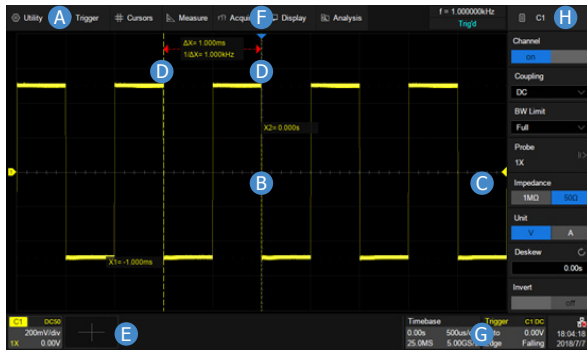 Utility A Trigger Cursors Measure Acqui F Display Analysis f = 1.000000kHz C1 H
Trig'd
Channel
on
ΔX= 1.000ms
1/ΔX= 1.000kHz
D D
Coupling
DC
BW Limit
Full
X2= 0.000s
Probe
1X
B C
Impedance
1MΩ 50Ω
Unit
V A
X1= -1.000ms
Deskew
0.00s
Invert
off
C1 DC50
200mV/div
1X 0.00V
E
Timebase Trigger C1 DC
0.00s 500us/ to 0.00V
25.0MS 5.00GS/ dge Falling
G
18:04:18
2018/7/7